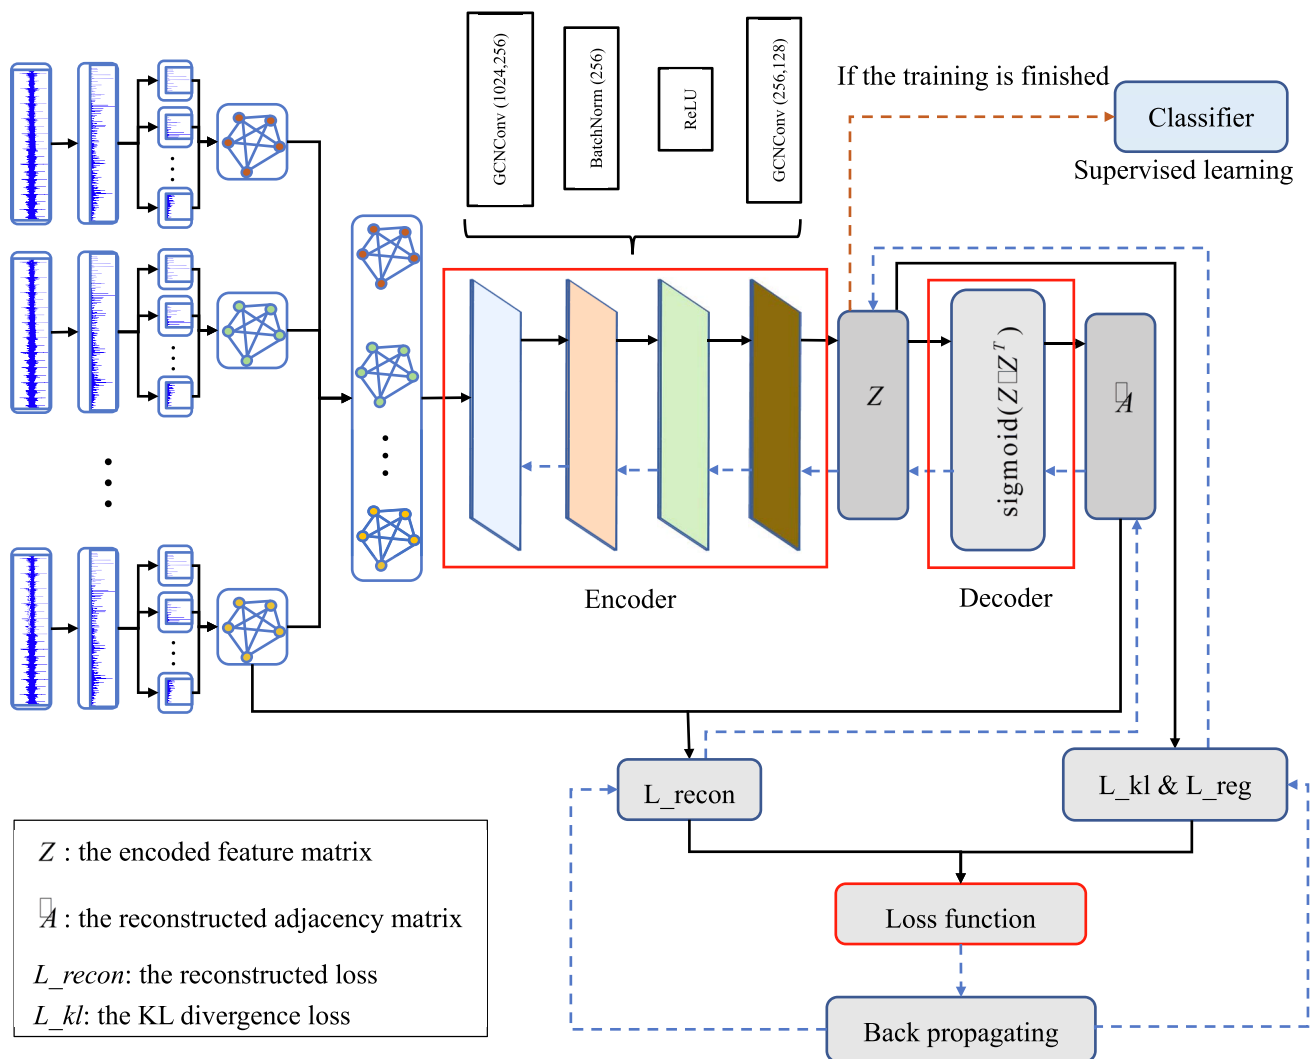 GCNConv (1024,256)
BatchNorm (256)
ReLU
GCNConv (256,128)
If the training is finished
Classifier
Supervised learning
Z
sigmoid(Z□Z^T)
□A
Encoder
Decoder
L_recon
L_kl & L_reg
Loss function
Back propagating
Z : the encoded feature matrix
□A : the reconstructed adjacency matrix
L_recon: the reconstructed loss
L_kl: the KL divergence loss